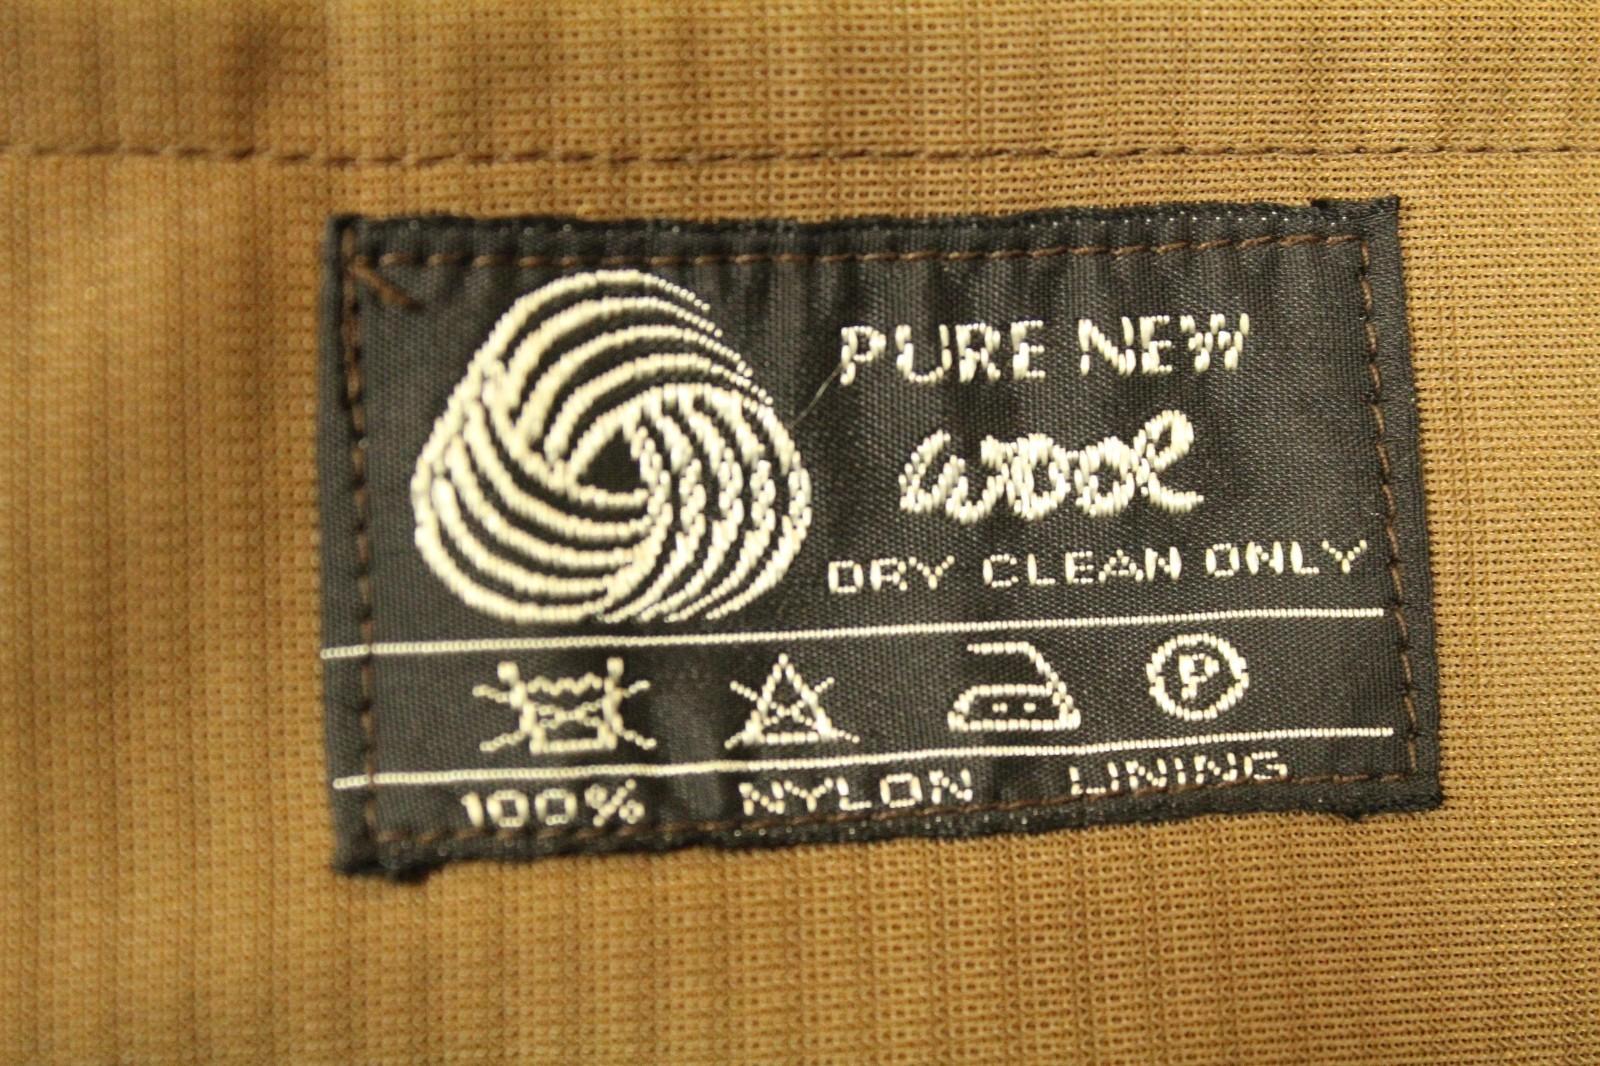 PURE NEW
wool
DRY CLEAN ONLY
P
100% NYLON LINING